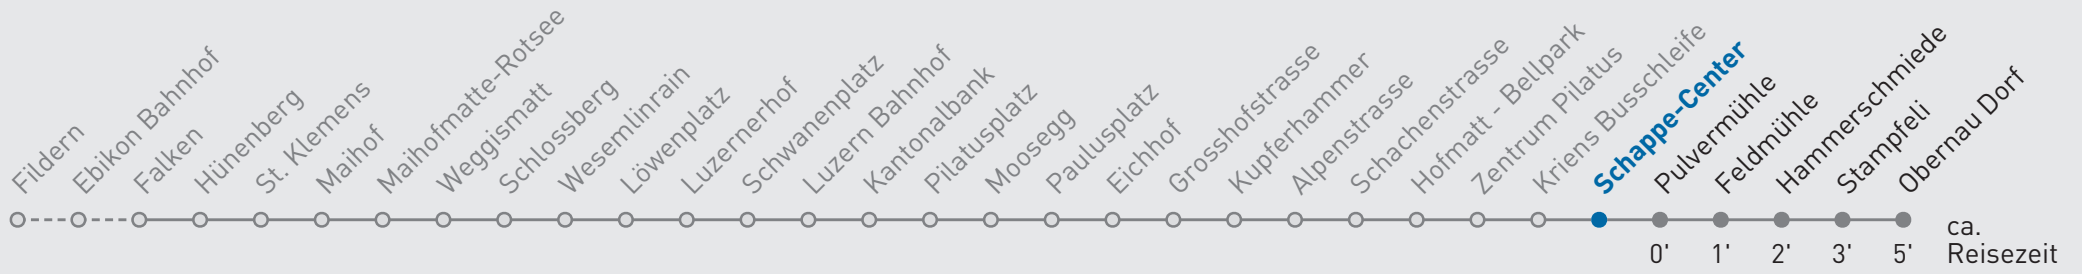 Fildern
Ebikon Bahnhof
Falken
Hünenberg
St. Klemens
Maihof
Maihofmatte-Rotsee
Weggismatt
Schlossberg
Wesemlinrain
Löwenplatz
Luzernerhof
Schwanenplatz
Luzern Bahnhof
Kantonalbank
Pilatusplatz
Moosegg
Paulusplatz
Eichhof
Grosshofstrasse
Kupferhammer
Alpenstrasse
Schachenstrasse
Hofmatt - Bellpark
Zentrum Pilatus
Kriens Busschleife
Schappe-Center
Pulvermühle
Feldmühle
Hammerschmiede
Stampfeli
Obernau Dorf
ca.
0' 1' 2' 3' 5' Reisezeit